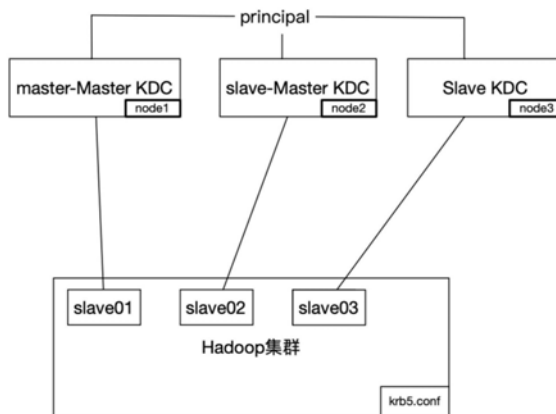 principal
master-Master KDC
node1
slave-Master KDC
node2
Slave KDC
node3
slave01
slave02
slave03
Hadoop集群
krb5.conf